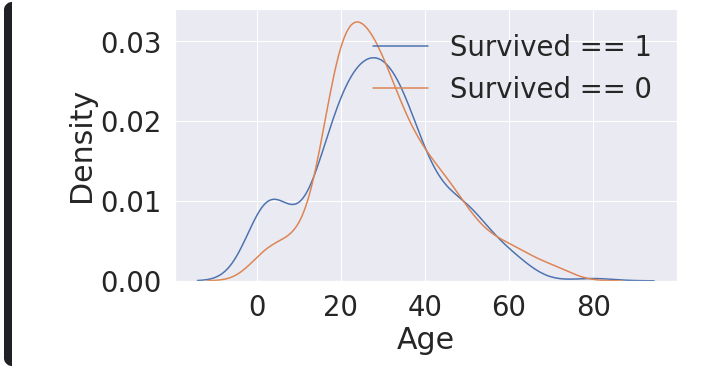 0.03
0.02
0.01
0.00
Density
Survived == 1
Survived == 0
0 20 40 60 80
Age